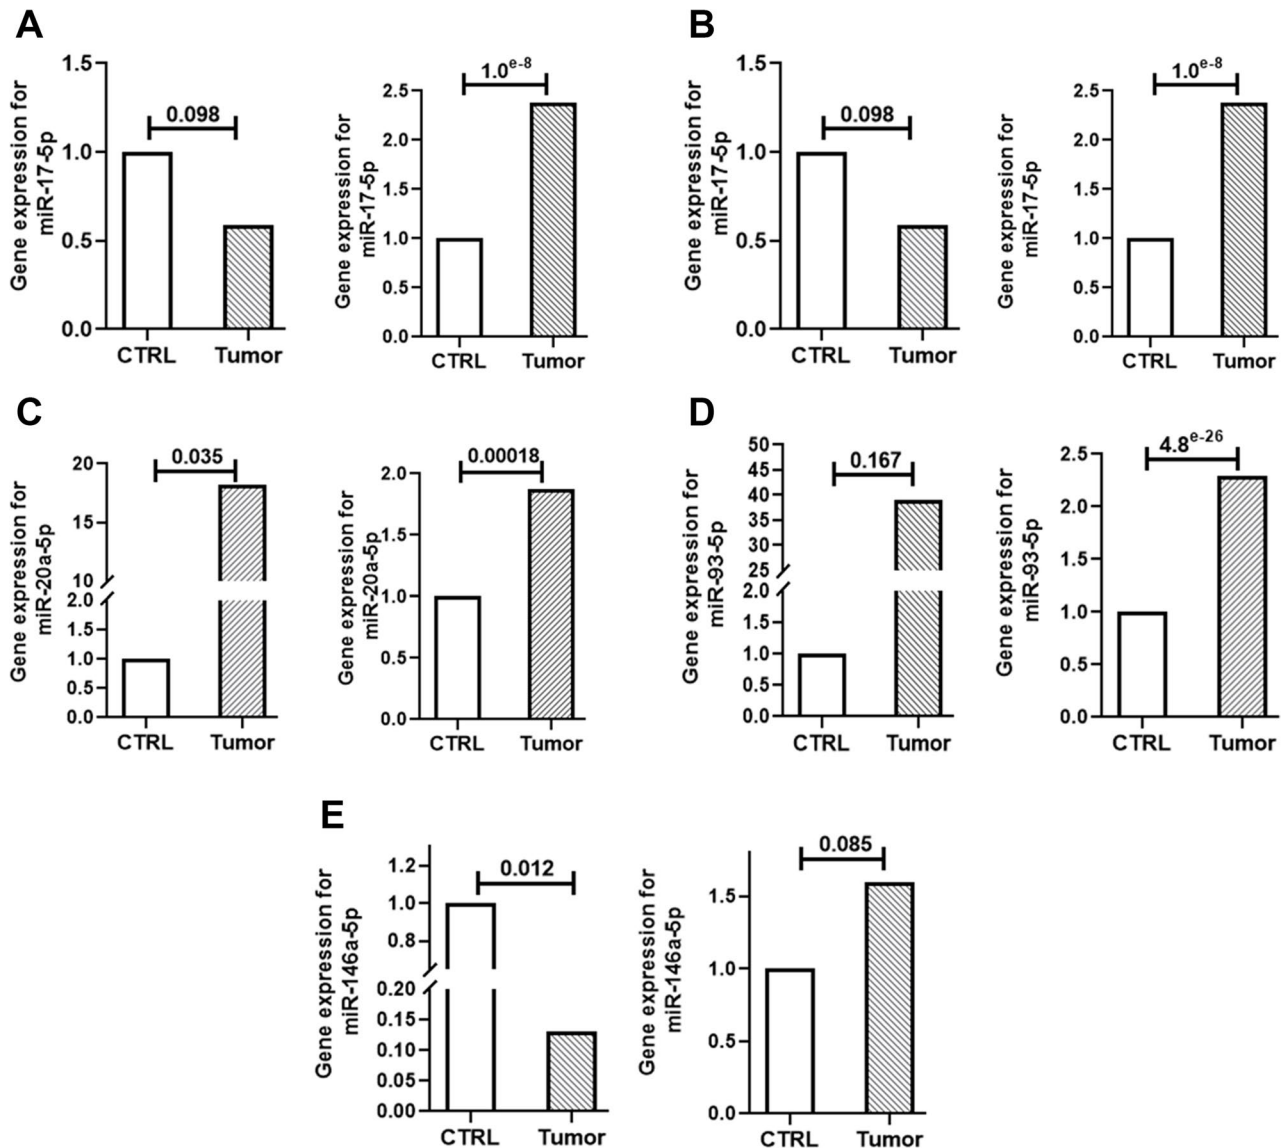 A
Gene expression for
miR-17-5p
1.5
1.0
0.5
0.0
0.098
CTRL
Tumor
Gene expression for
miR-17-5p
2.5
2.0
1.5
1.0
0.5
0.0
1.0e-8
CTRL
Tumor
B
Gene expression for
miR-17-5p
1.5
1.0
0.5
0.0
0.098
CTRL
Tumor
Gene expression for
miR-17-5p
2.5
2.0
1.5
1.0
0.5
0.0
1.0e-8
CTRL
Tumor
C
Gene expression for
miR-20a-5p
20
15
10
2.0
1.5
1.0
0.5
0.0
0.035
CTRL
Tumor
Gene expression for
miR-20a-5p
2.0
1.5
1.0
0.5
0.0
0.00018
CTRL
Tumor
D
Gene expression for
miR-93-5p
50
45
40
35
30
25
2.0
1.5
1.0
0.5
0.0
0.167
CTRL
Tumor
Gene expression for
miR-93-5p
2.5
2.0
1.5
1.0
0.5
0.0
4.8e-26
CTRL
Tumor
E
Gene expression for
miR-146a-5p
1.2
1.0
0.8
0.20
0.15
0.10
0.05
0.00
0.012
CTRL
Tumor
Gene expression for
miR-146a-5p
1.5
1.0
0.5
0.0
0.085
CTRL
Tumor